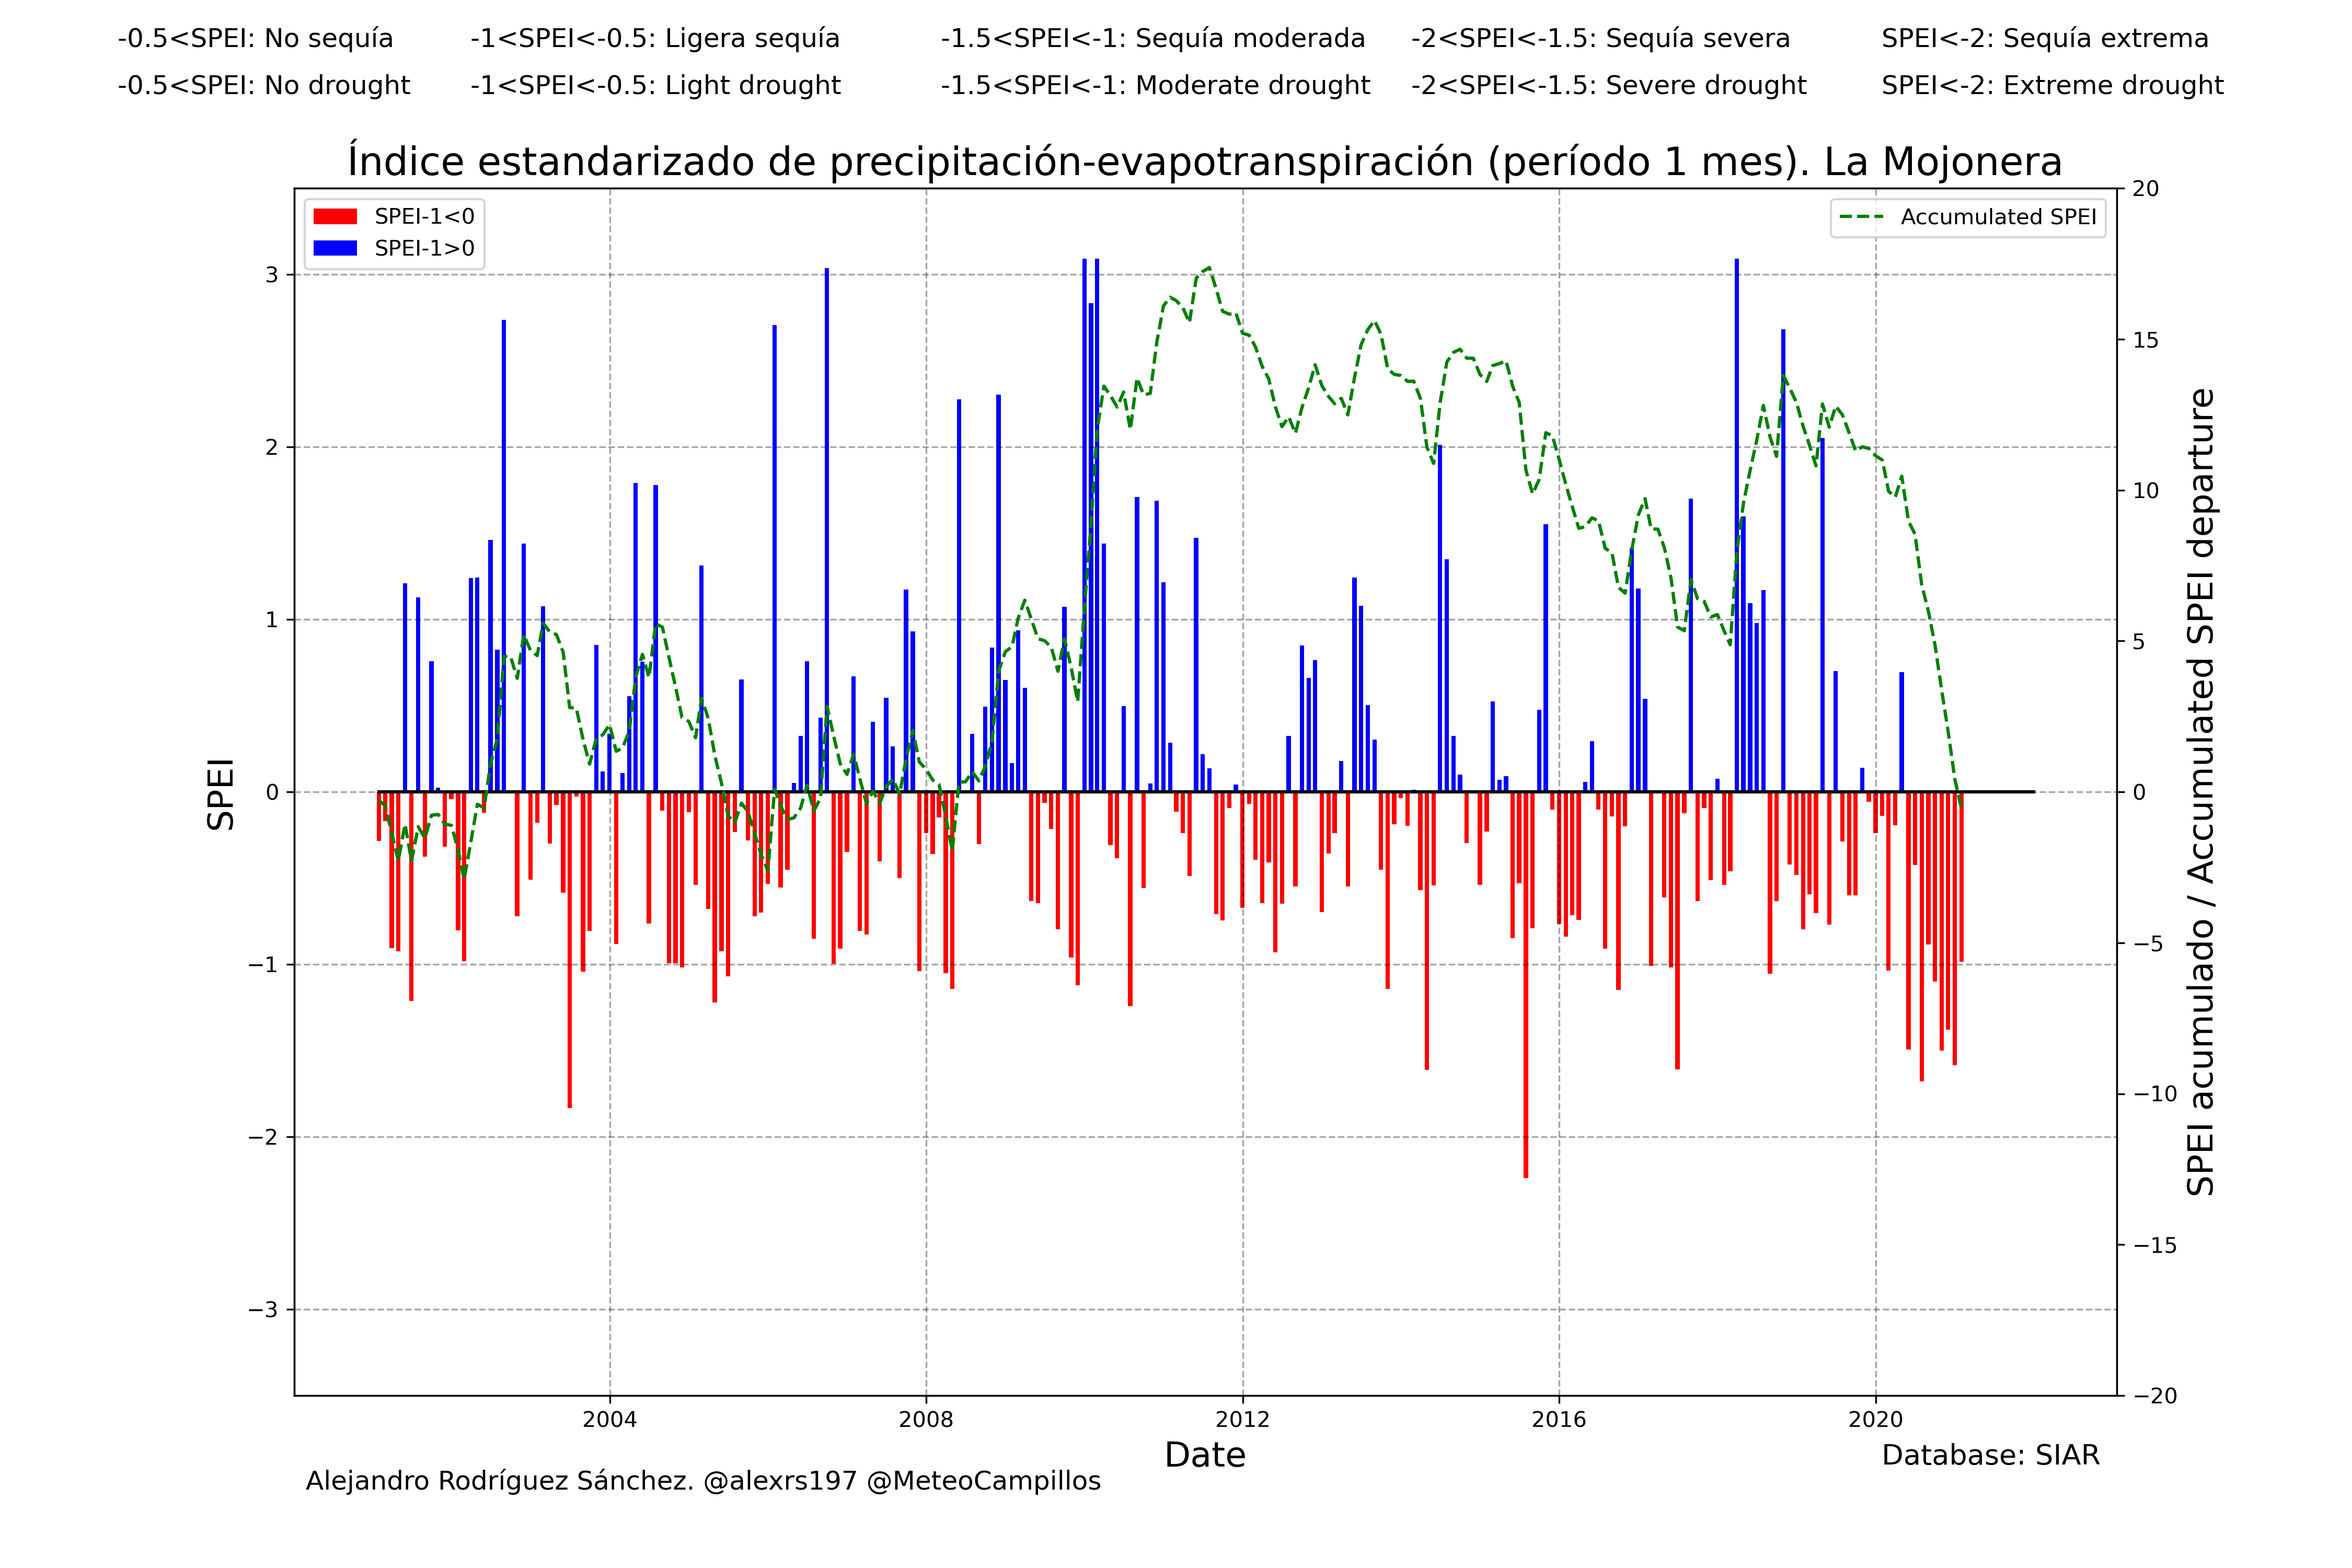 -0.5<SPEI: No sequía -1<SPEI<-0.5: Ligera sequía -1.5<SPEI<-1: Sequía moderada -2<SPEI<-1.5: Sequía severa SPEI<-2: Sequía extrema
-0.5<SPEI: No drought -1<SPEI<-0.5: Light drought -1.5<SPEI<-1: Moderate drought -2<SPEI<-1.5: Severe drought SPEI<-2: Extreme drought
Índice estandarizado de precipitación-evapotranspiración (período 1 mes). La Mojonera
SPEI-1<0
SPEI-1>0
Accumulated SPEI
SPEI
3
2
1
0
−1
−2
−3
20
15
10
5
0
−5
−10
−15
−20
SPEI acumulado / Accumulated SPEI departure
2004 2008 2012 2016 2020
Date
Database: SIAR
Alejandro Rodríguez Sánchez. @alexrs197 @MeteoCampillos